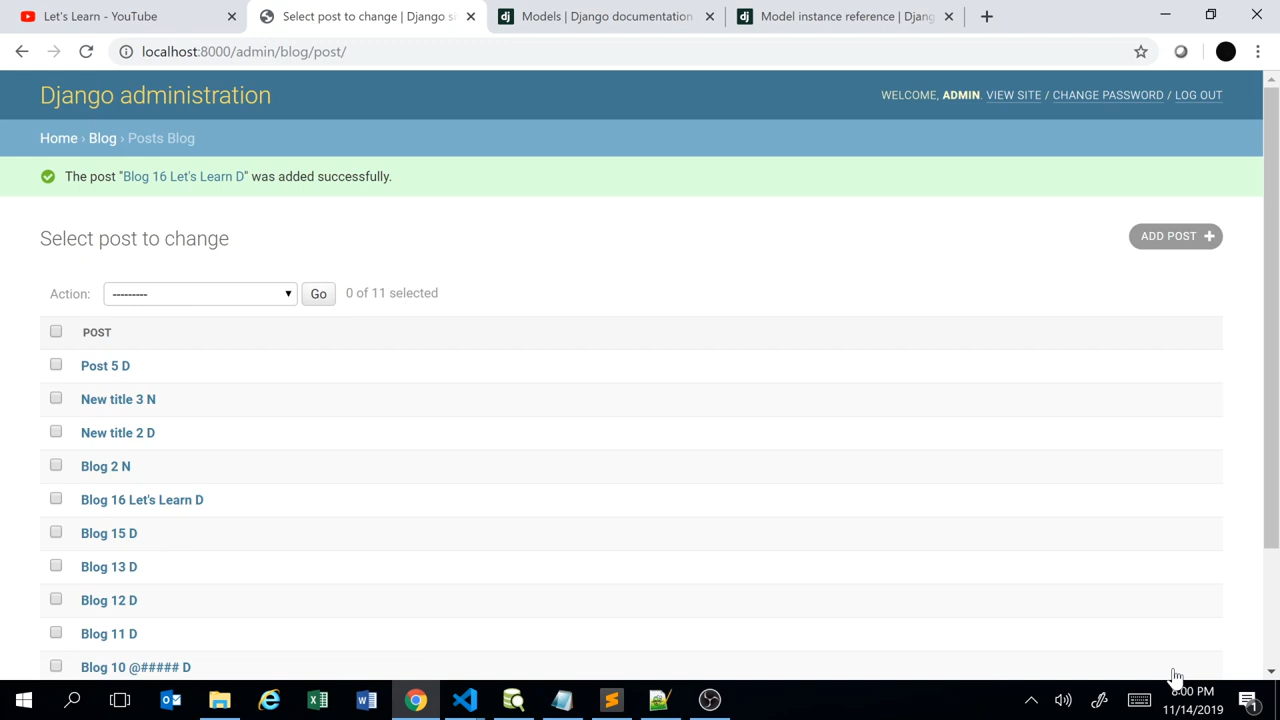 Let's Learn - YouTube
Select post to change | Django s
Models | Django documentation
Model instance reference | Djang
localhost:8000/admin/blog/post/
Django administration
WELCOME, ADMIN. VIEW SITE / CHANGE PASSWORD / LOG OUT
Home › Blog › Posts Blog
The post "Blog 16 Let's Learn D" was added successfully.
Select post to change
ADD POST +
Action:
---------
Go
0 of 11 selected
POST
Post 5 D
New title 3 N
New title 2 D
Blog 2 N
Blog 16 Let's Learn D
Blog 15 D
Blog 13 D
Blog 12 D
Blog 11 D
Blog 10 @##### D
:00 PM
11/14/2019
1